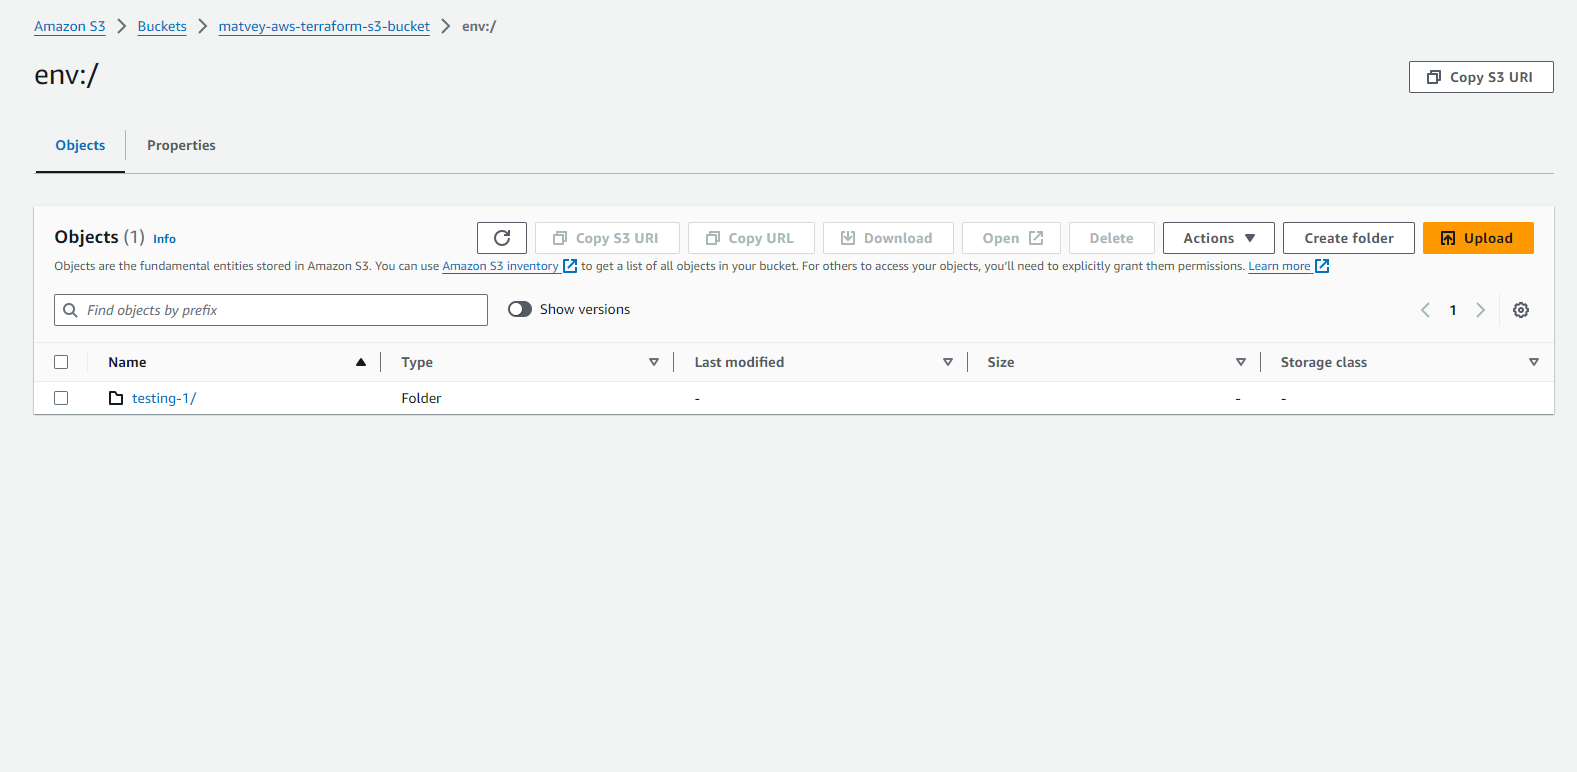 Amazon S3 > Buckets > matvey-aws-terraform-s3-bucket > env:/
env:/
Copy S3 URI
Objects
Properties
Objects (1) Info
Copy S3 URI
Copy URL
Download
Open
Delete
Actions
Create folder
Upload
Objects are the fundamental entities stored in Amazon S3. You can use Amazon S3 inventory to get a list of all objects in your bucket. For others to access your objects, you'll need to explicitly grant them permissions. Learn more
Find objects by prefix
Show versions
1
Name Type Last modified Size Storage class
testing-1/ Folder - - -